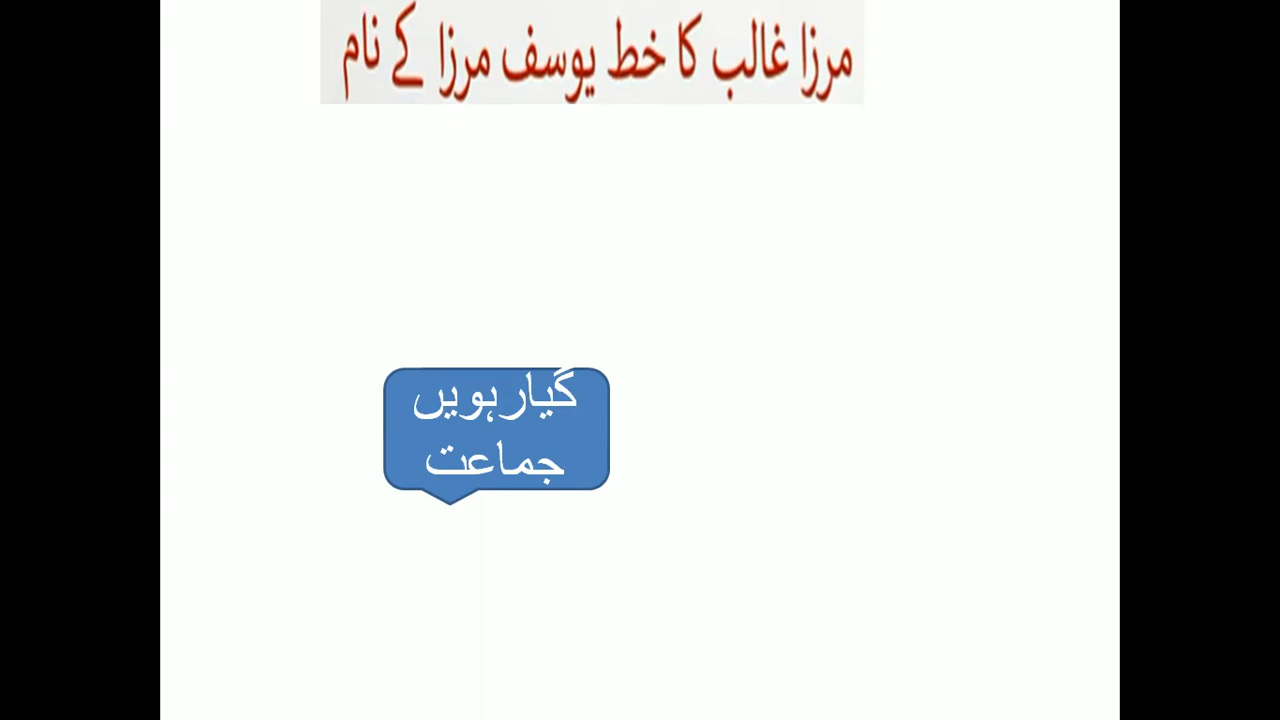 مرزا غالب کا خط یوسف مرزا کے نام
گیارہویں
جماعت